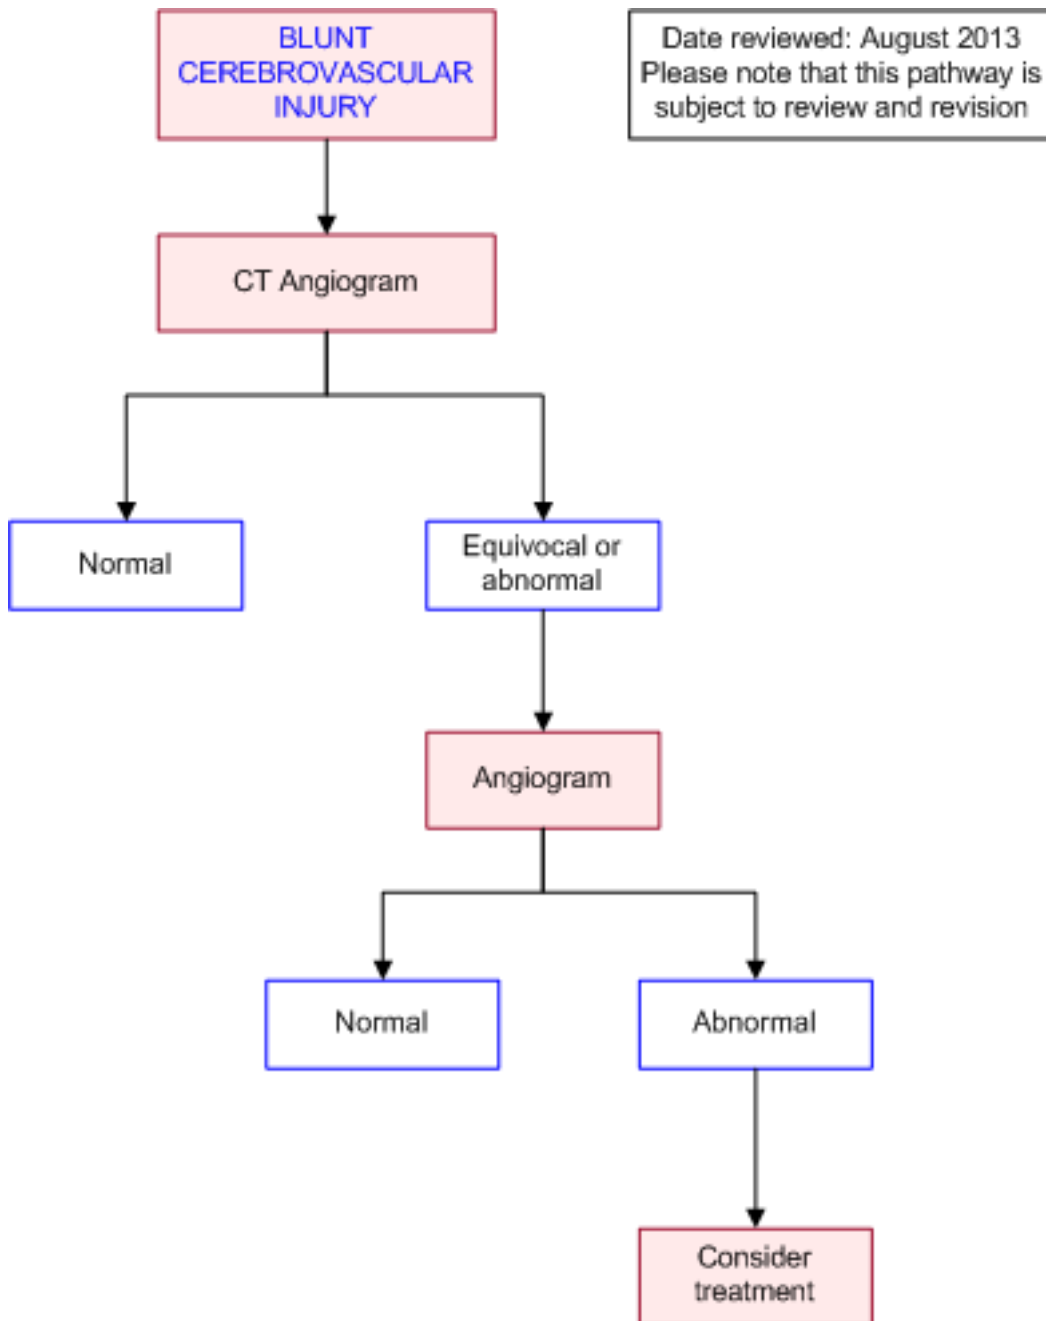 BLUNT
CEREBROVASCULAR
INJURY
Date reviewed: August 2013
Please note that this pathway is
subject to review and revision
CT Angiogram
Normal
Equivocal or
abnormal
Angiogram
Normal
Abnormal
Consider
treatment